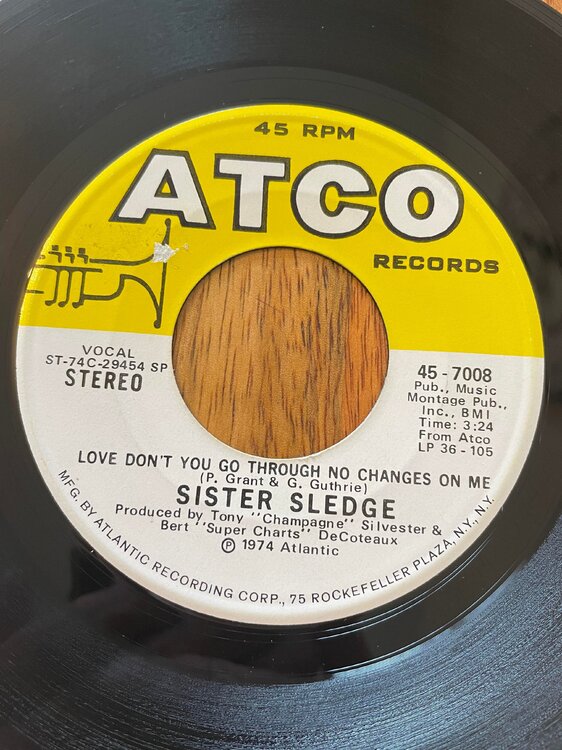 45 RPM
ATCO
RECORDS
VOCAL
ST-74C-29454 SP
STEREO
45-7008
Pub., Music
Montage Pub.,
Inc., BMI
Time: 3:24
From Atco
LP 36-105
LOVE DON'T YOU GO THROUGH NO CHANGES ON ME
(P. Grant & G. Guthrie)
SISTER SLEDGE
Produced by Tony "Champagne" Silvester &
Bert "Super Charts" DeCoteaux
℗ 1974 Atlantic
MFG. BY ATLANTIC RECORDING CORP., 75 ROCKEFELLER PLAZA, N.Y., N.Y.